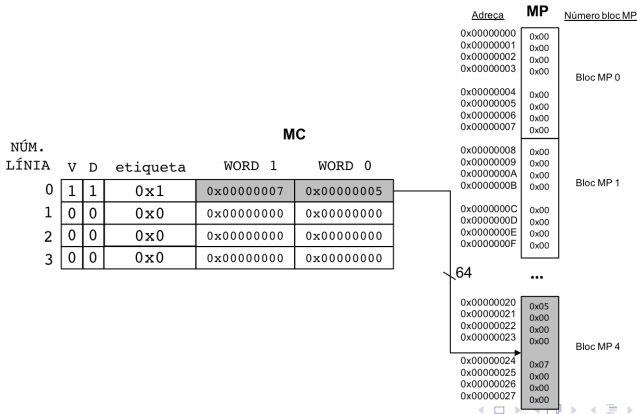 Adreça MP Número bloc MP
0x00000000 0x00
0x00000001 0x00
0x00000002 0x00
0x00000003 0x00
Bloc MP 0
0x00000004 0x00
0x00000005 0x00
0x00000006 0x00
0x00000007 0x00
0x00000008 0x00
0x00000009 0x00
0x0000000A 0x00
0x0000000B 0x00
Bloc MP 1
0x0000000C 0x00
0x0000000D 0x00
0x0000000E 0x00
0x0000000F 0x00
...
0x00000020 0x05
0x00000021 0x00
0x00000022 0x00
0x00000023 0x00
Bloc MP 4
0x00000024 0x07
0x00000025 0x00
0x00000026 0x00
0x00000027 0x00
MC
NÚM.
LÍNIA V D etiqueta WORD 1 WORD 0
0 1 1 0x1 0x00000007 0x00000005
1 0 0 0x0 0x00000000 0x00000000
2 0 0 0x0 0x00000000 0x00000000
3 0 0 0x0 0x00000000 0x00000000
64